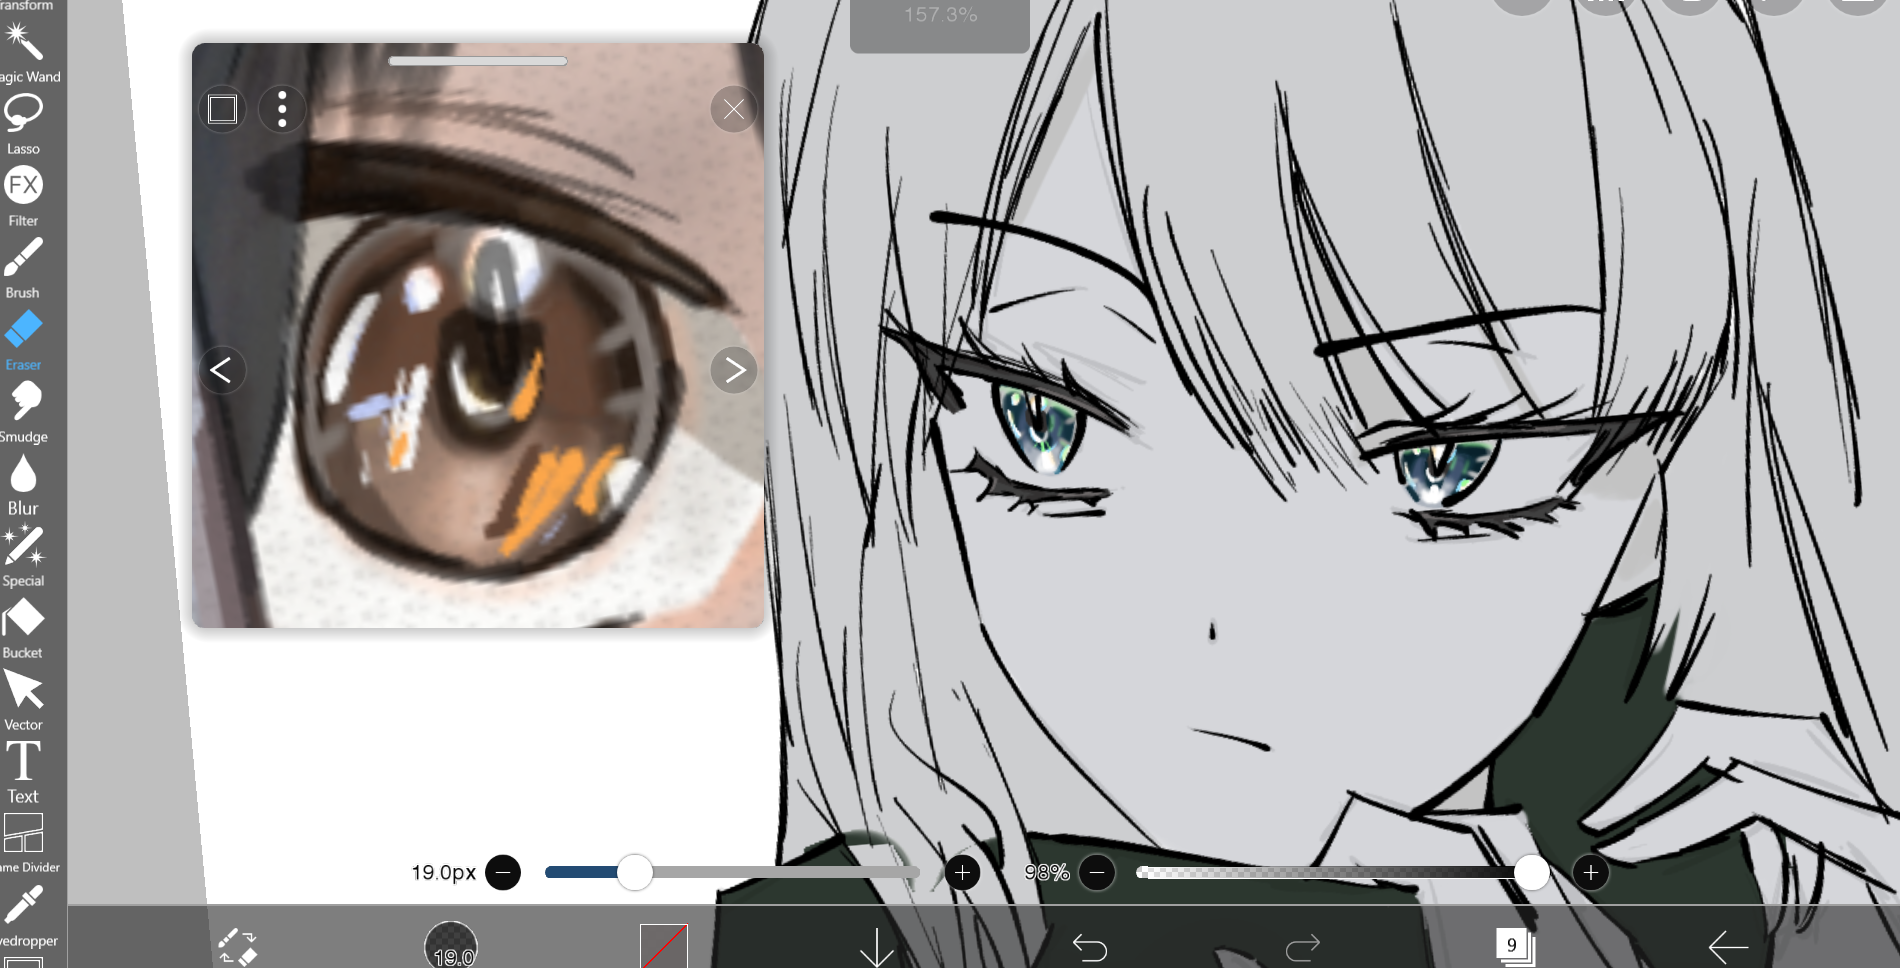 ransform
157.3%
agic Wand
Lasso
FX
Filter
Brush
Eraser
Smudge
Blur
Special
Bucket
Vector
T
Text
ame Divider
yedropper
19.0px
98%
19.0
9